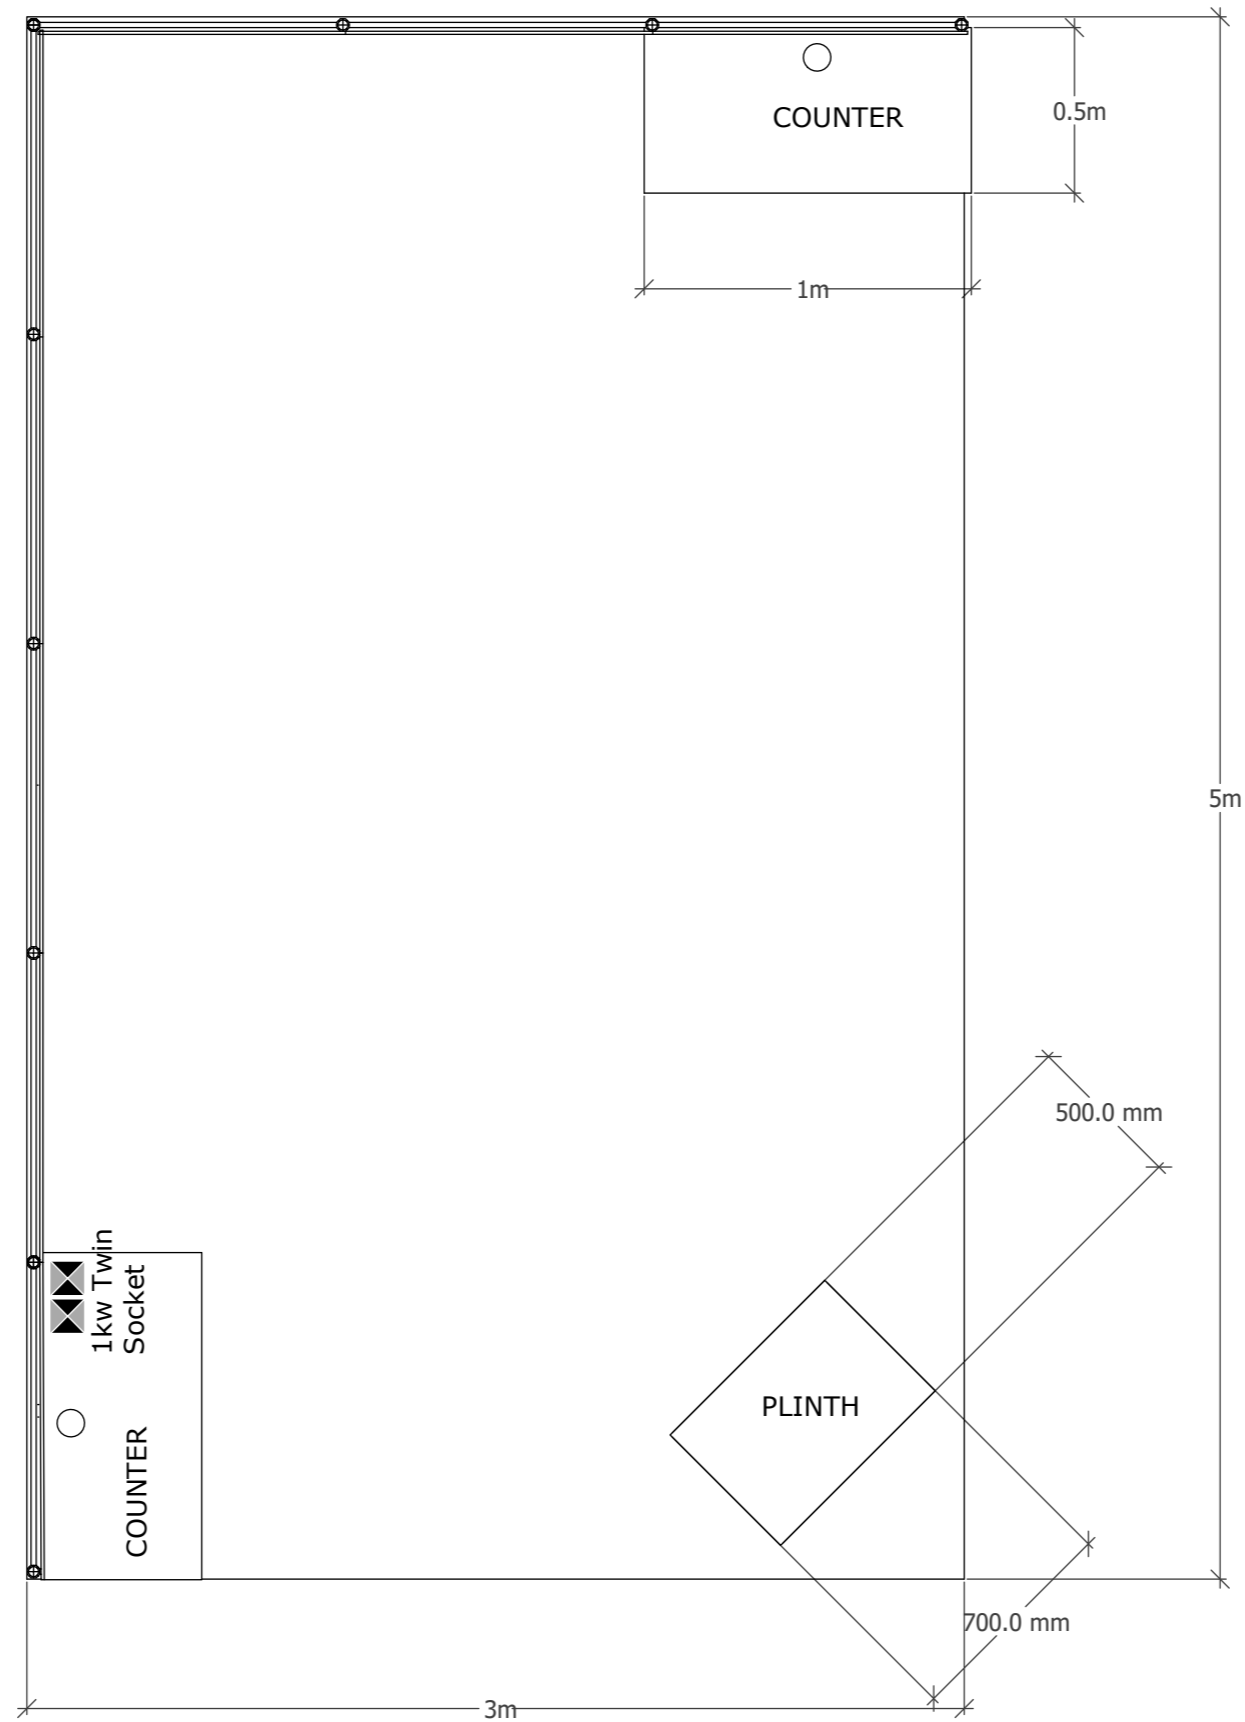 COUNTER
0.5m
1m
5m
500.0 mm
1kw Twin
Socket
COUNTER
PLINTH
700.0 mm
3m